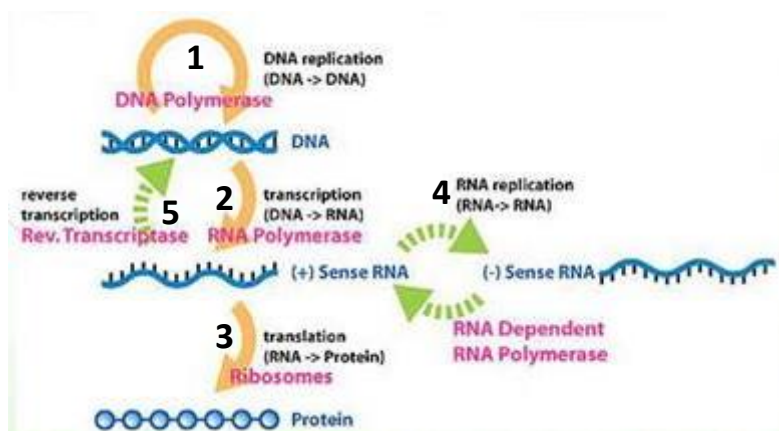 1
DNA replication
(DNA -> DNA)
DNA Polymerase
DNA
reverse
transcription
5
Rev. Transcriptase
2
transcription
(DNA -> RNA)
RNA Polymerase
4
RNA replication
(RNA-> RNA)
(+) Sense RNA
(-) Sense RNA
RNA Dependent
RNA Polymerase
3
translation
(RNA -> Protein)
Ribosomes
Protein